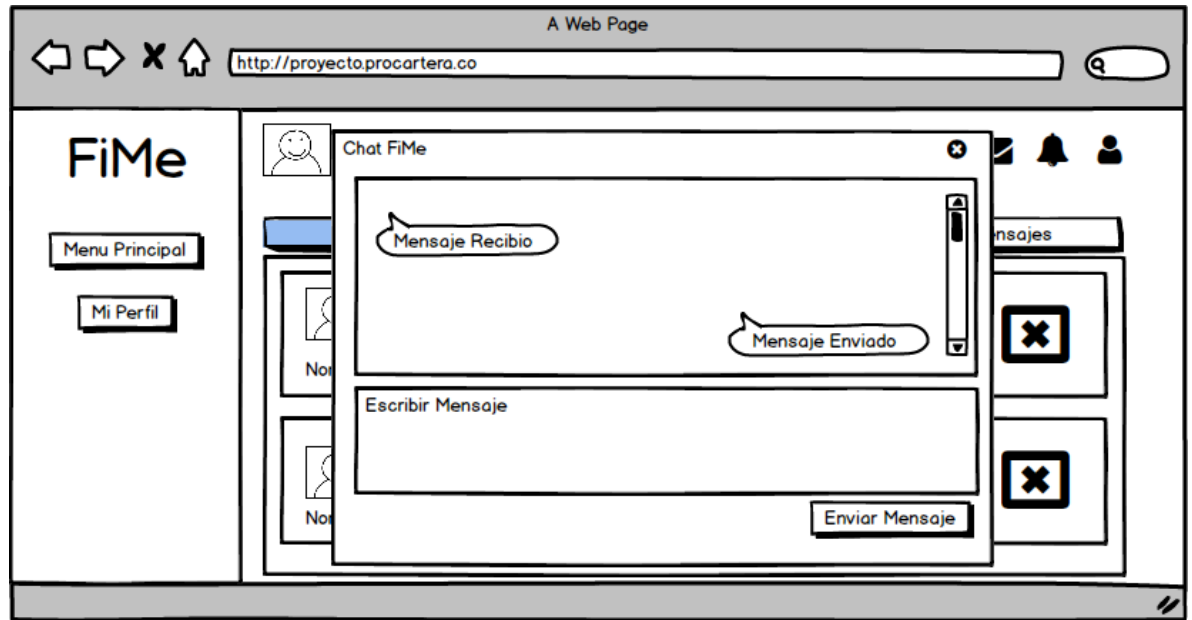 A Web Page
http://proyecto.procartera.co
FiMe
Menu Principal
Mi Perfil
Chat FiMe
Mensaje Recibio
Mensaje Enviado
Escribir Mensaje
Enviar Mensaje
ensajes
Nor
Nor